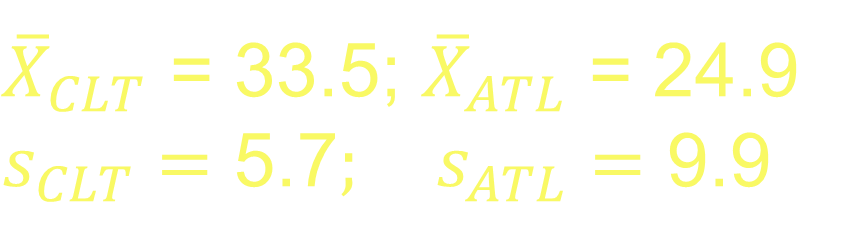 X̄_CLT = 33.5; X̄_ATL = 24.9
s_CLT = 5.7; s_ATL = 9.9